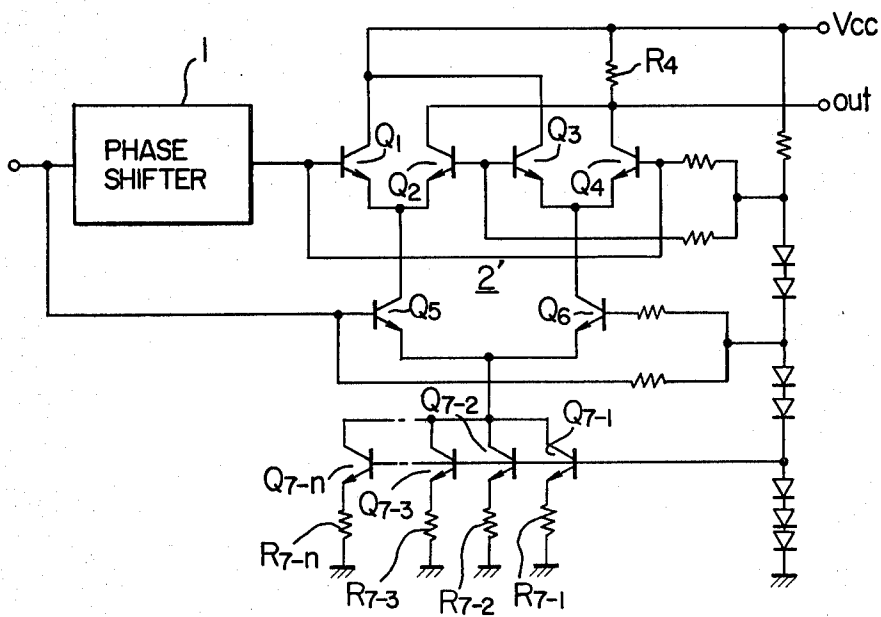 Vcc
1
R4
out
PHASE
SHIFTER
Q1
Q2
Q3
Q4
2'
Q5
Q6
Q7-2
Q7-1
Q7-n
Q7-3
R7-n
R7-3
R7-2
R7-1